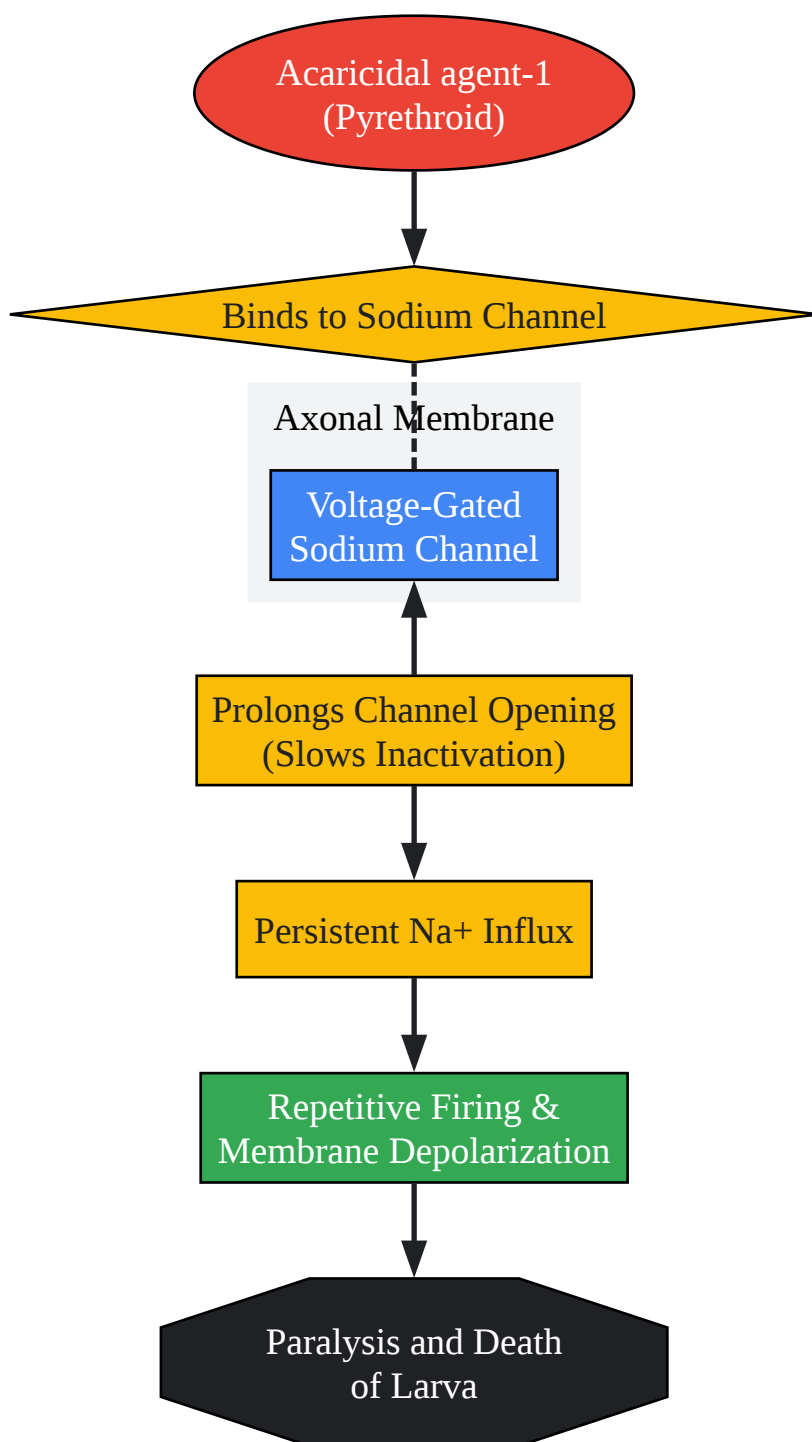 Acaricidal agent-1
(Pyrethroid)
Binds to Sodium Channel
Axonal Membrane
Voltage-Gated
Sodium Channel
Prolongs Channel Opening
(Slows Inactivation)
Persistent Na+ Influx
Repetitive Firing &
Membrane Depolarization
Paralysis and Death
of Larva